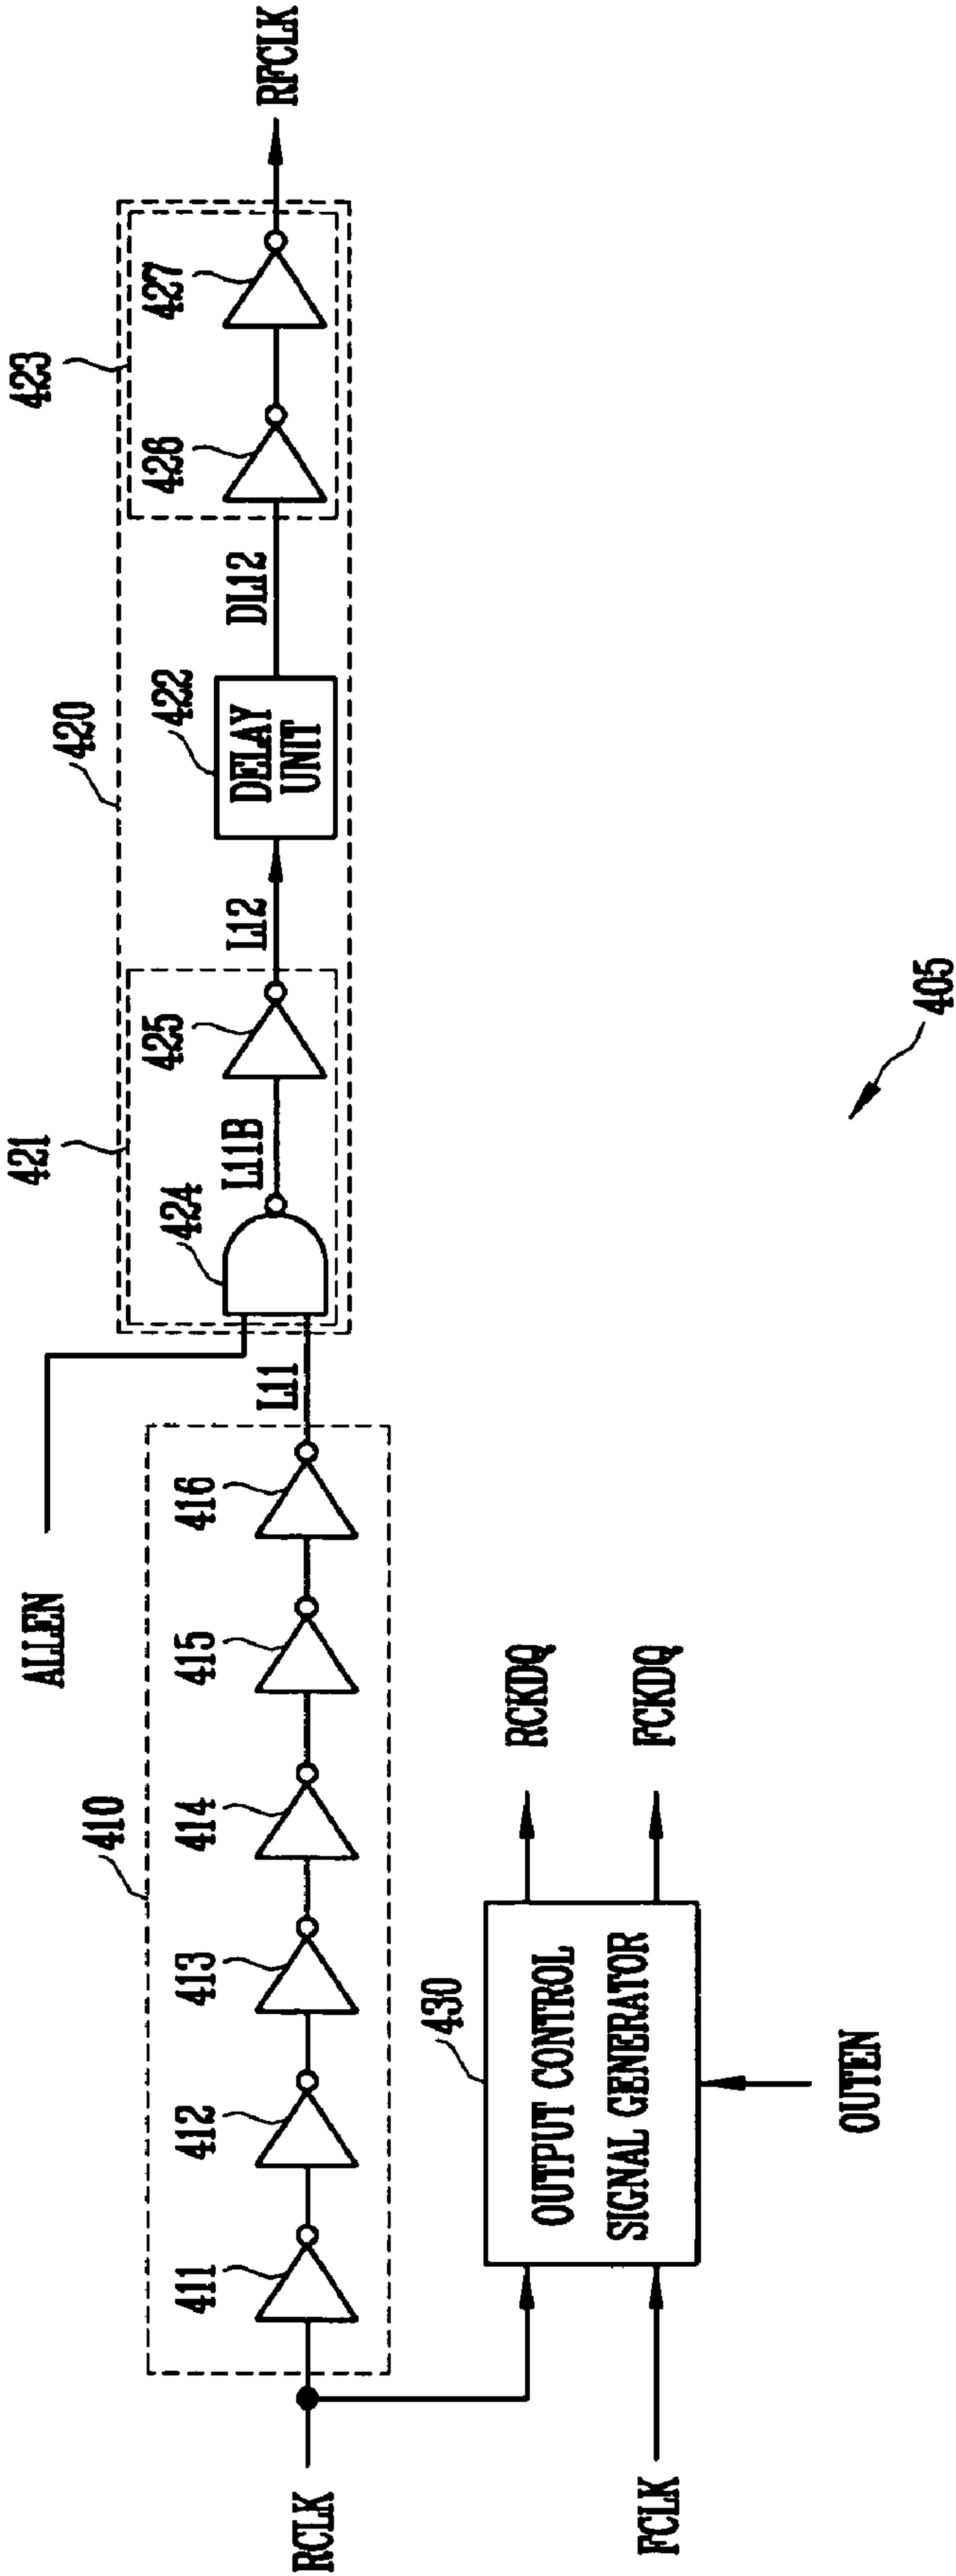 423
420
421
427
426
422
425
424
RFCLK
DL12
DELAY
UNIT
L12
L11B
L11
ALLEN
410
411
412
413
414
415
416
RCLK
430
OUTPUT CONTROL
SIGNAL GENERATOR
RCKDQ
FCKDQ
FCLK
OUTEN
405